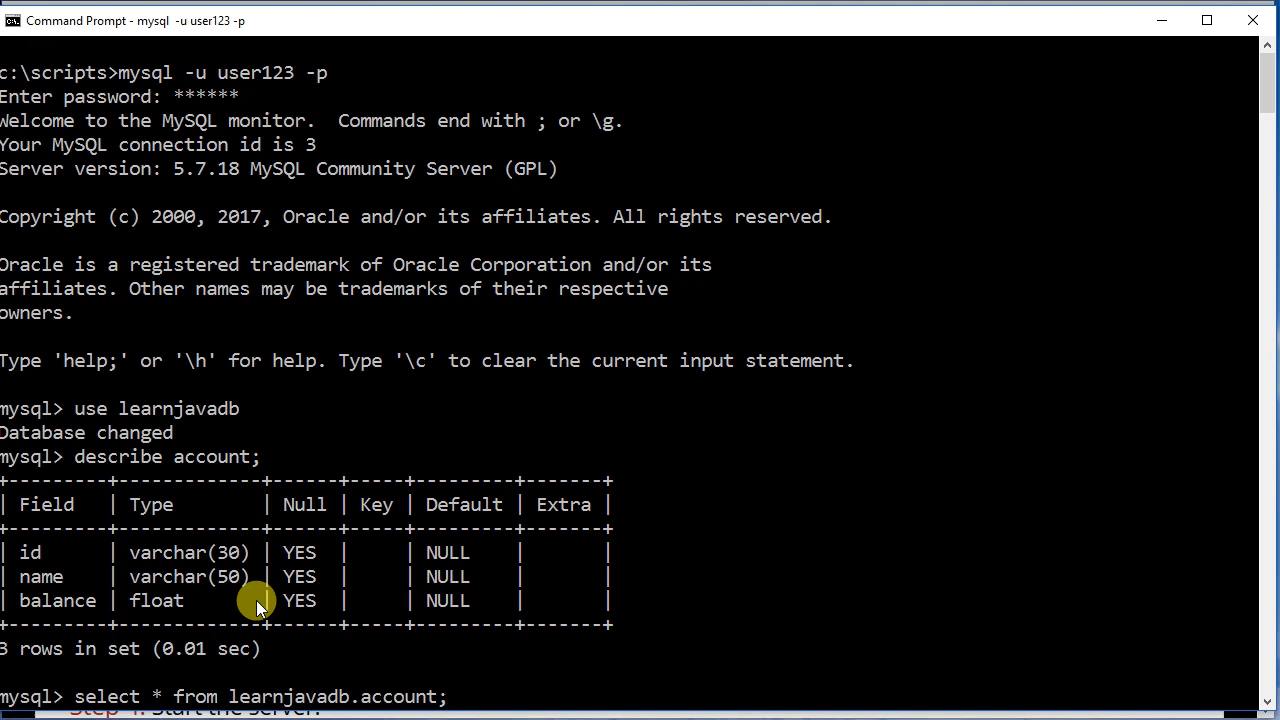 Command Prompt - mysql -u user123 -p
c:\scripts>mysql -u user123 -p
Enter password: ******
Welcome to the MySQL monitor.  Commands end with ; or \g.
Your MySQL connection id is 3
Server version: 5.7.18 MySQL Community Server (GPL)
Copyright (c) 2000, 2017, Oracle and/or its affiliates. All rights reserved.
Oracle is a registered trademark of Oracle Corporation and/or its
affiliates. Other names may be trademarks of their respective
owners.
Type 'help;' or '\h' for help. Type '\c' to clear the current input statement.
mysql> use learnjavadb
Database changed
mysql> describe account;
+---------+-------------+------+-----+---------+-------+
| Field   | Type        | Null | Key | Default | Extra |
+---------+-------------+------+-----+---------+-------+
| id      | varchar(30) | YES  |     | NULL    |       |
| name    | varchar(50) | YES  |     | NULL    |       |
| balance | float       | YES  |     | NULL    |       |
+---------+-------------+------+-----+---------+-------+
3 rows in set (0.01 sec)
mysql> select * from learnjavadb.account;
Start the server.